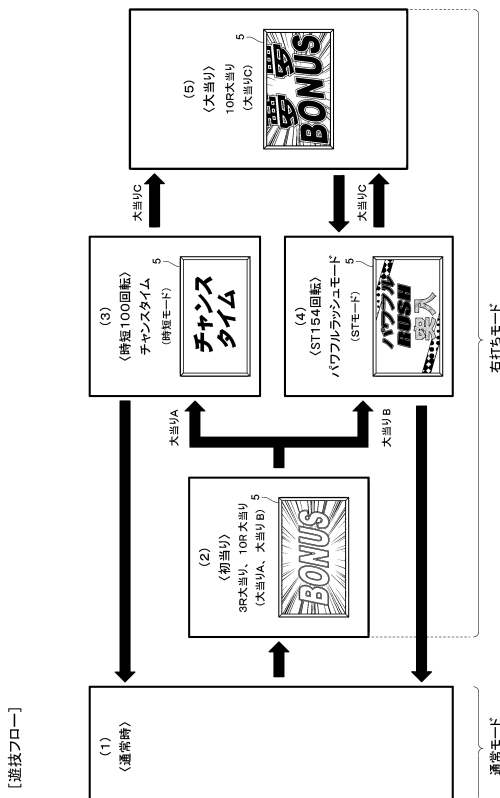 [遊技フロー]
(1)
〈通常時〉
(2)
〈初当り〉
3R大当り、10R大当り
(大当りA、大当りB)
5
BONUS
大当りA
大当りB
(3)
〈時短100回転〉
チャンスタイム
(時短モード)
5
チャンス
タイム
(4)
〈ST154回転〉
パワフルラッシュモード
(STモード)
5
パワフル
RUSH
突入
大当りC
大当りC
(5)
〈大当り〉
10R大当り
(大当りC)
5
BONUS
通常モード
右打ちモード